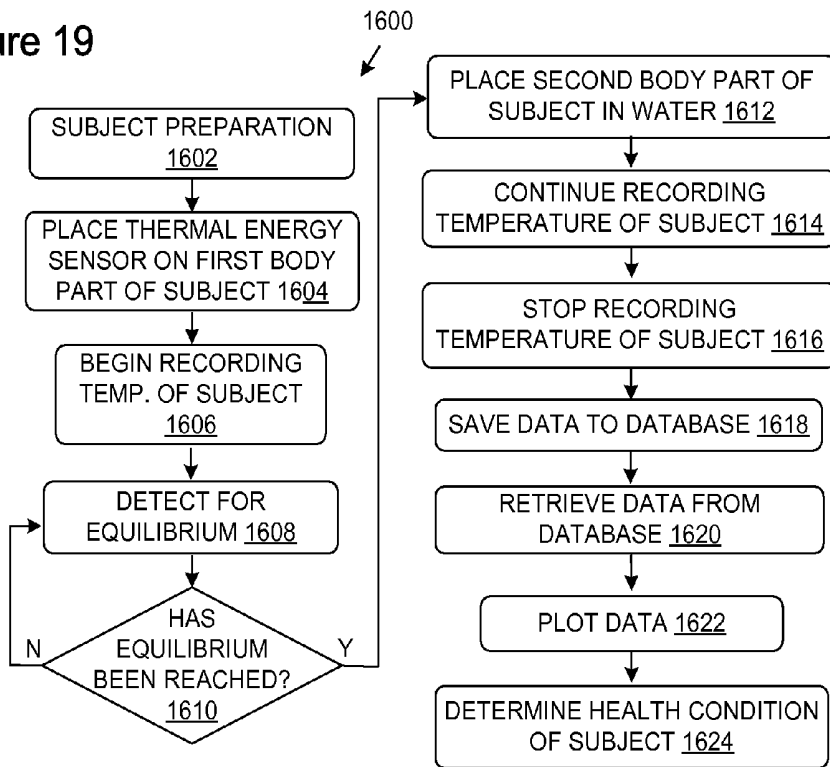 ure 19
1600
SUBJECT PREPARATION
1602
PLACE THERMAL ENERGY
SENSOR ON FIRST BODY
PART OF SUBJECT 1604
BEGIN RECORDING
TEMP. OF SUBJECT
1606
DETECT FOR
EQUILIBRIUM 1608
HAS
EQUILIBRIUM
BEEN REACHED?
1610
N
Y
PLACE SECOND BODY PART OF
SUBJECT IN WATER 1612
CONTINUE RECORDING
TEMPERATURE OF SUBJECT 1614
STOP RECORDING
TEMPERATURE OF SUBJECT 1616
SAVE DATA TO DATABASE 1618
RETRIEVE DATA FROM
DATABASE 1620
PLOT DATA 1622
DETERMINE HEALTH CONDITION
OF SUBJECT 1624